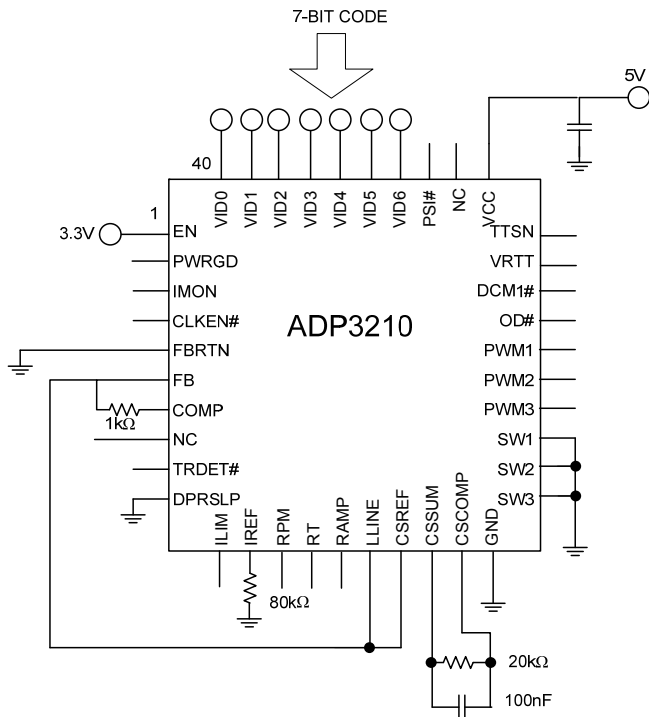 7-BIT CODE
5V
40
VID0
VID1
VID2
VID3
VID4
VID5
VID6
PSI#
NC
VCC
1
3.3V
EN
PWRGD
IMON
CLKEN#
FBRTN
FB
COMP
1kΩ
NC
TRDET#
DPRSLP
ADP3210
TTSN
VRTT
DCM1#
OD#
PWM1
PWM2
PWM3
SW1
SW2
SW3
ILIM
IREF
RPM
RT
RAMP
LLINE
CSREF
CSSUM
CSCOMP
GND
80kΩ
20kΩ
100nF